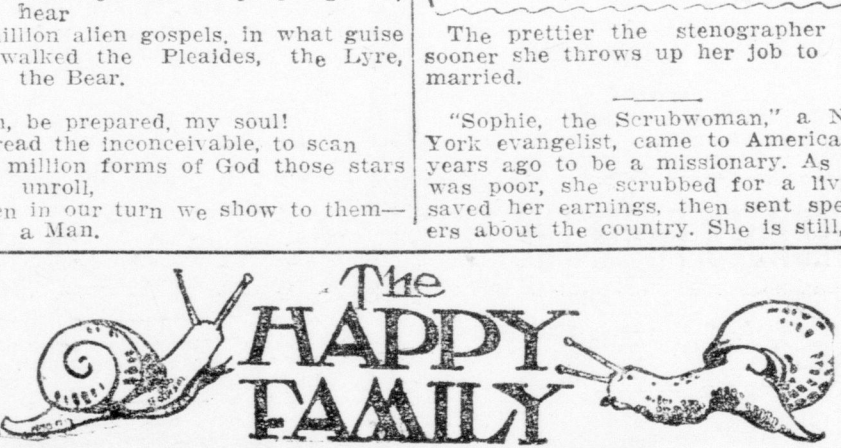 hear
million alien gospels, in what guise
walked the Pleaides, the Lyre,
the Bear.
be prepared, my soul!
read the inconceivable, to scan
million forms of God those stars
unroll,
in our turn we show to them—
a Man.
The prettier the stenographer
sooner she throws up her job to
married.
"Sophie, the Scrubwoman," a N
York evangelist, came to America
years ago to be a missionary. As
was poor, she scrubbed for a liv
saved her earnings, then sent spe
ers about the country. She is still,
The
HAPPY
FAMILY